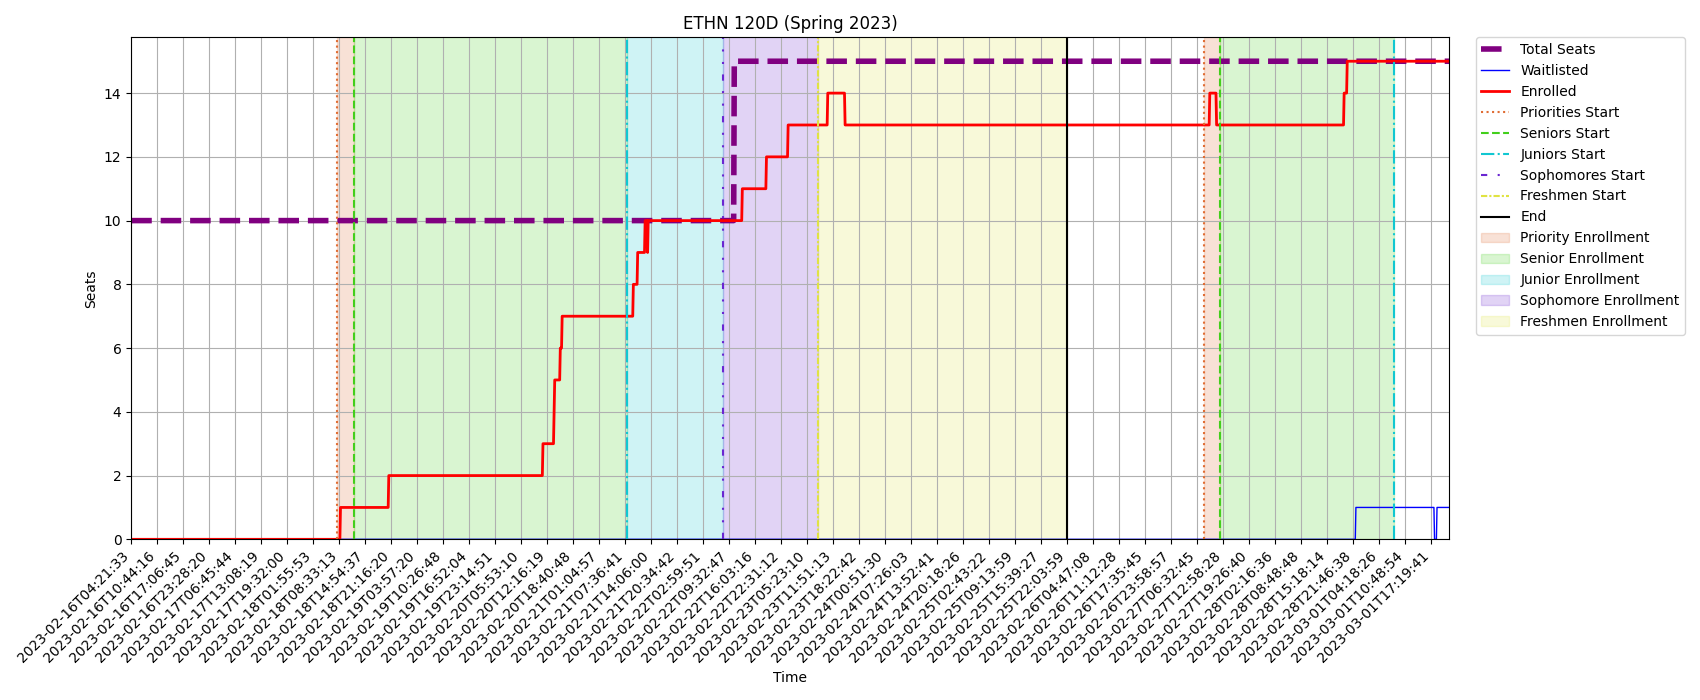 ETHN 120D (Spring 2023)
Total Seats
Waitlisted
Enrolled
Priorities Start
Seniors Start
Juniors Start
Sophomores Start
Freshmen Start
End
Priority Enrollment
Senior Enrollment
Junior Enrollment
Sophomore Enrollment
Freshmen Enrollment
Seats
14
12
10
8
6
4
2
0
2023-02-16T04:21:33
2023-02-16T10:44:16
2023-02-16T17:06:45
2023-02-16T23:28:20
2023-02-17T06:45:44
2023-02-17T13:08:19
2023-02-17T19:32:00
2023-02-18T01:55:53
2023-02-18T08:33:13
2023-02-18T14:54:37
2023-02-18T21:16:20
2023-02-19T03:57:20
2023-02-19T10:26:48
2023-02-19T16:52:04
2023-02-19T23:14:51
2023-02-20T05:53:10
2023-02-20T12:16:19
2023-02-20T18:40:48
2023-02-21T01:04:57
2023-02-21T07:36:41
2023-02-21T14:06:00
2023-02-21T20:34:42
2023-02-22T02:59:51
2023-02-22T09:32:47
2023-02-22T16:03:16
2023-02-22T22:31:12
2023-02-23T05:23:10
2023-02-23T11:51:13
2023-02-23T18:22:42
2023-02-24T00:51:30
2023-02-24T07:26:03
2023-02-24T13:52:41
2023-02-24T20:18:26
2023-02-25T02:43:22
2023-02-25T09:13:59
2023-02-25T15:39:27
2023-02-25T22:03:59
2023-02-26T04:47:08
2023-02-26T11:12:28
2023-02-26T17:35:45
2023-02-26T23:58:57
2023-02-27T06:32:45
2023-02-27T12:58:28
2023-02-27T19:26:40
2023-02-28T02:16:36
2023-02-28T08:48:48
2023-02-28T15:18:14
2023-02-28T21:46:38
2023-03-01T04:18:26
2023-03-01T10:48:54
2023-03-01T17:19:41
Time